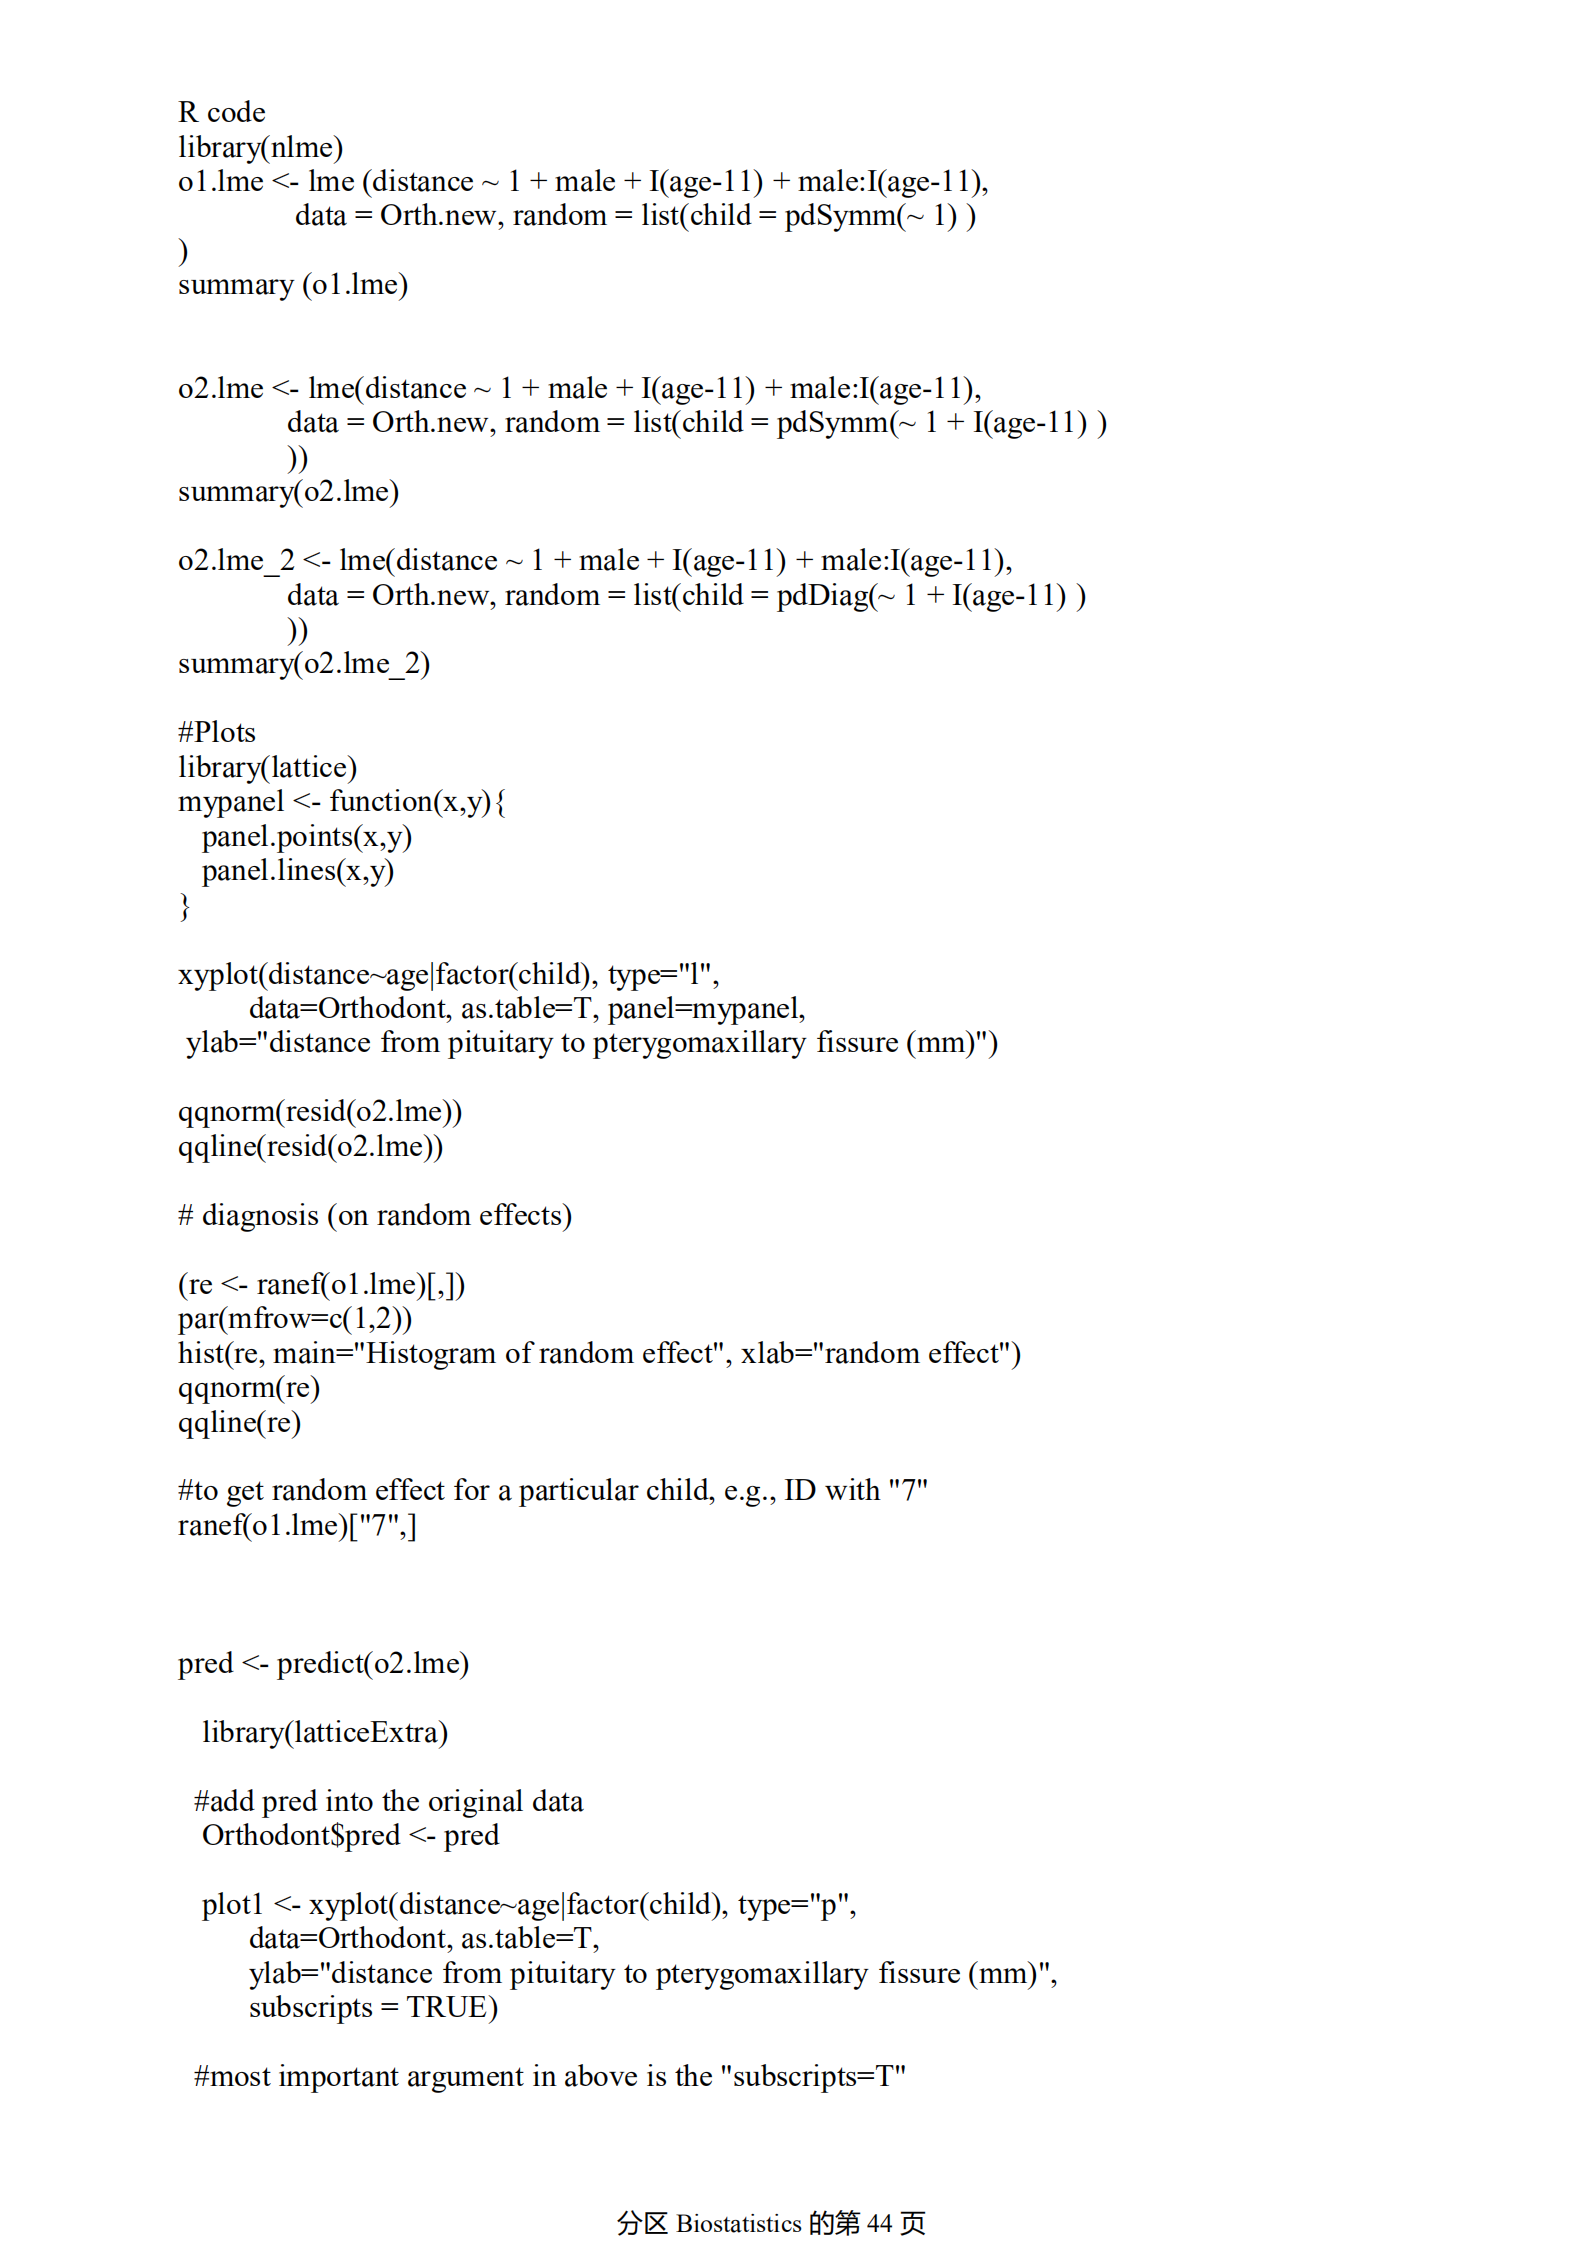 R code
library(nlme)
o1.lme <- lme (distance ~ 1 + male + I(age-11) + male:I(age-11),
data = Orth.new, random = list(child = pdSymm(~ 1) )
)
summary (o1.lme)
o2.lme <- lme(distance ~ 1 + male + I(age-11) + male:I(age-11),
data = Orth.new, random = list(child = pdSymm(~ 1 + I(age-11) )
))
summary(o2.lme)
o2.lme_2 <- lme(distance ~ 1 + male + I(age-11) + male:I(age-11),
data = Orth.new, random = list(child = pdDiag(~ 1 + I(age-11) )
))
summary(o2.lme_2)
#Plots
library(lattice)
mypanel <- function(x,y){
panel.points(x,y)
panel.lines(x,y)
}
xyplot(distance~age|factor(child), type="l",
data=Orthodont, as.table=T, panel=mypanel,
ylab="distance from pituitary to pterygomaxillary fissure (mm)")
qqnorm(resid(o2.lme))
qqline(resid(o2.lme))
# diagnosis (on random effects)
(re <- ranef(o1.lme)[,])
par(mfrow=c(1,2))
hist(re, main="Histogram of random effect", xlab="random effect")
qqnorm(re)
qqline(re)
#to get random effect for a particular child, e.g., ID with "7"
ranef(o1.lme)["7",]
pred <- predict(o2.lme)
library(latticeExtra)
#add pred into the original data
Orthodont$pred <- pred
plot1 <- xyplot(distance~age|factor(child), type="p",
data=Orthodont, as.table=T,
ylab="distance from pituitary to pterygomaxillary fissure (mm)",
subscripts = TRUE)
#most important argument in above is the "subscripts=T"
分区 Biostatistics 的第 44 页